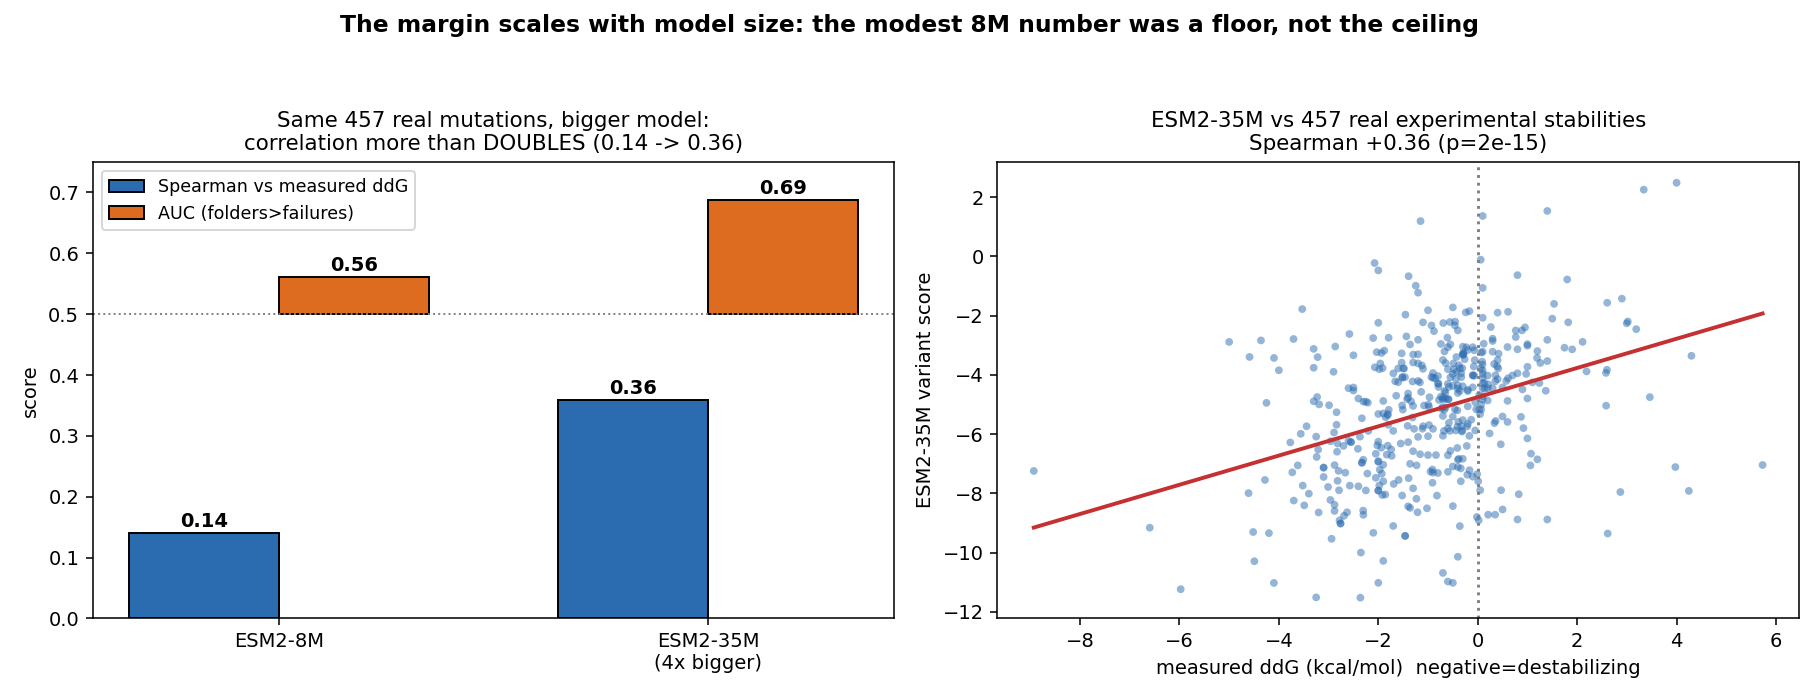 The margin scales with model size: the modest 8M number was a floor, not the ceiling
Same 457 real mutations, bigger model:
correlation more than DOUBLES (0.14 -> 0.36)
Spearman vs measured ddG
AUC (folders>failures)
score
0.7
0.6
0.5
0.4
0.3
0.2
0.1
0.0
0.14
0.56
0.36
0.69
ESM2-8M
ESM2-35M
(4x bigger)
ESM2-35M vs 457 real experimental stabilities
Spearman +0.36 (p=2e-15)
ESM2-35M variant score
2
0
−2
−4
−6
−8
−10
−12
−8
−6
−4
−2
0
2
4
6
measured ddG (kcal/mol)  negative=destabilizing